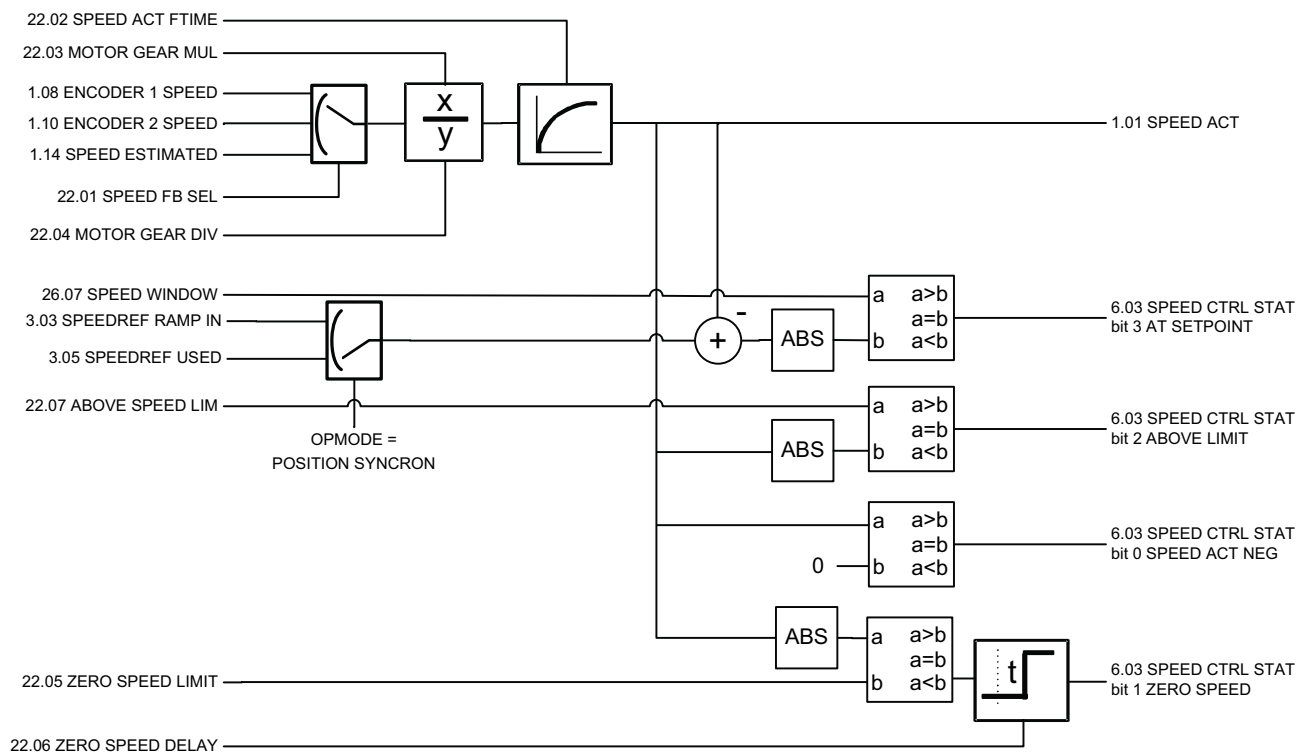 22.02 SPEED ACT FTIME
22.03 MOTOR GEAR MUL
1.08 ENCODER 1 SPEED
1.10 ENCODER 2 SPEED
1.14 SPEED ESTIMATED
22.01 SPEED FB SEL
22.04 MOTOR GEAR DIV
x
y
1.01 SPEED ACT
26.07 SPEED WINDOW
3.03 SPEEDREF RAMP IN
3.05 SPEEDREF USED
OPMODE =
POSITION SYNCRON
-
+
ABS
a a>b
a=b
b a<b
6.03 SPEED CTRL STAT
bit 3 AT SETPOINT
22.07 ABOVE SPEED LIM
ABS
a a>b
a=b
b a<b
6.03 SPEED CTRL STAT
bit 2 ABOVE LIMIT
0
a a>b
a=b
b a<b
6.03 SPEED CTRL STAT
bit 0 SPEED ACT NEG
ABS
a a>b
a=b
b a<b
t
6.03 SPEED CTRL STAT
bit 1 ZERO SPEED
22.05 ZERO SPEED LIMIT
22.06 ZERO SPEED DELAY